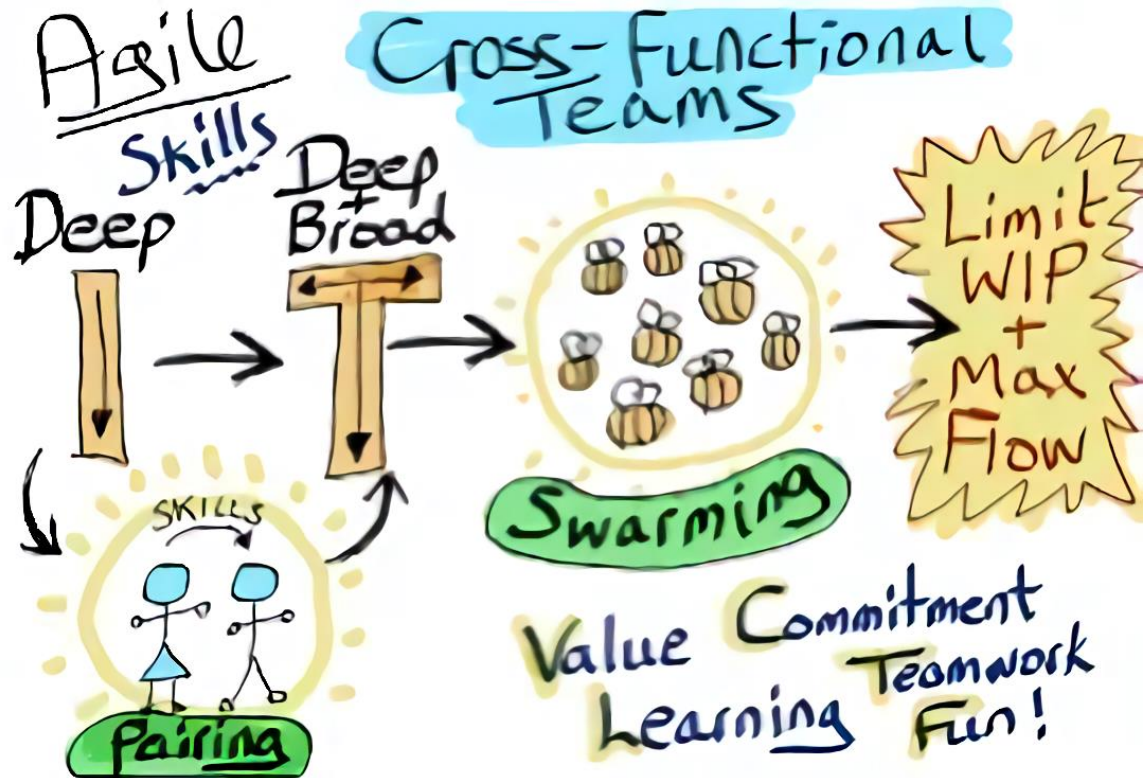 Agile
Skills
Cross-Functional
Teams
Deep
Deep
+
Broad
SKILLS
Pairing
Swarming
Limit
WIP
+
Max
Flow
Value Commitment
Learning Teamwork
Fun!